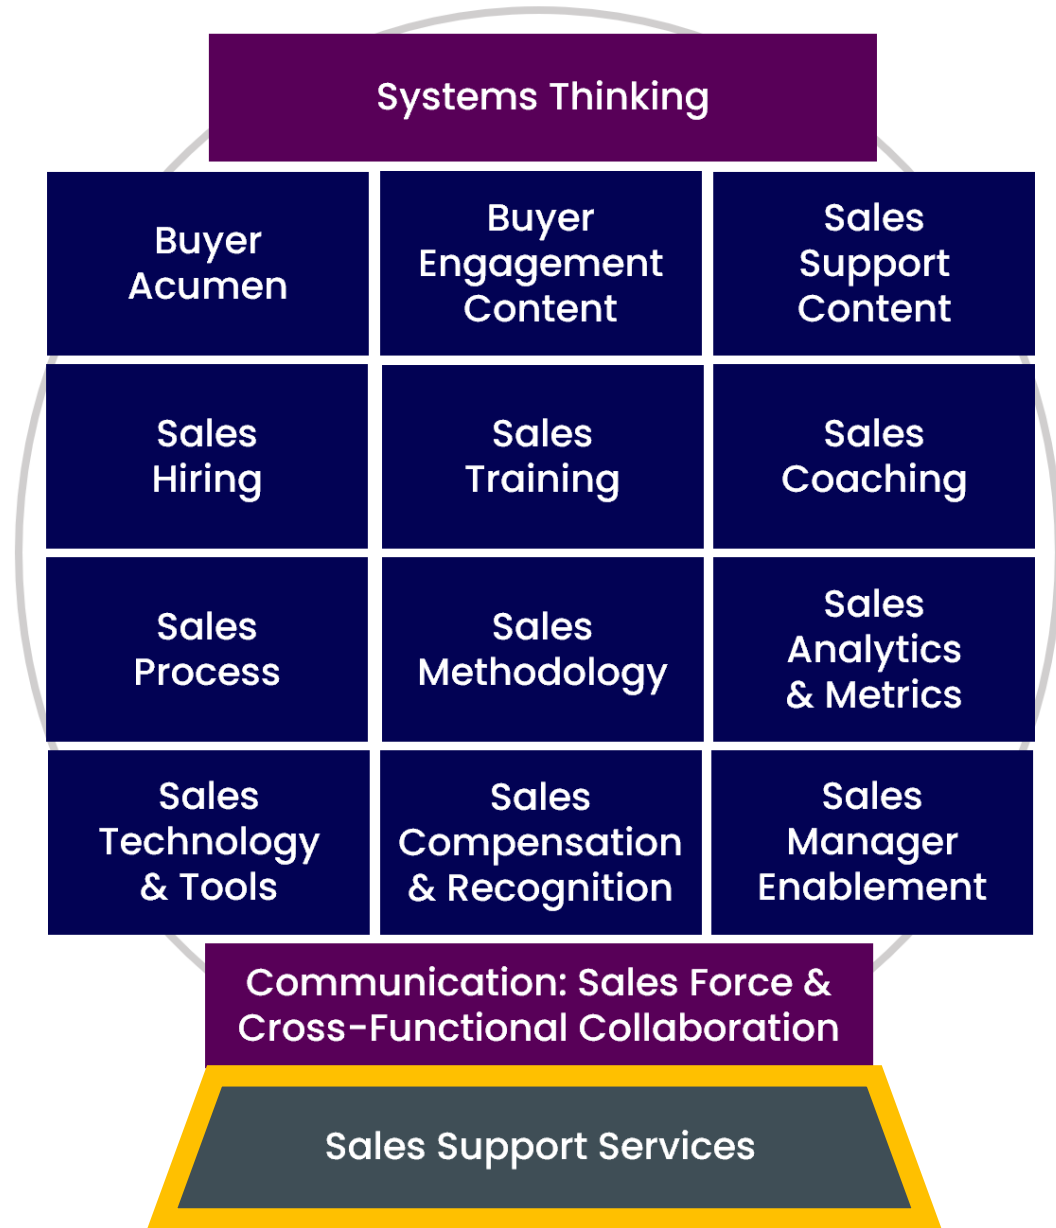 Systems Thinking
Buyer
Acumen
Buyer
Engagement
Content
Sales
Support
Content
Sales
Hiring
Sales
Training
Sales
Coaching
Sales
Process
Sales
Methodology
Sales
Analytics
& Metrics
Sales
Technology
& Tools
Sales
Compensation
& Recognition
Sales
Manager
Enablement
Communication: Sales Force &
Cross-Functional Collaboration
Sales Support Services